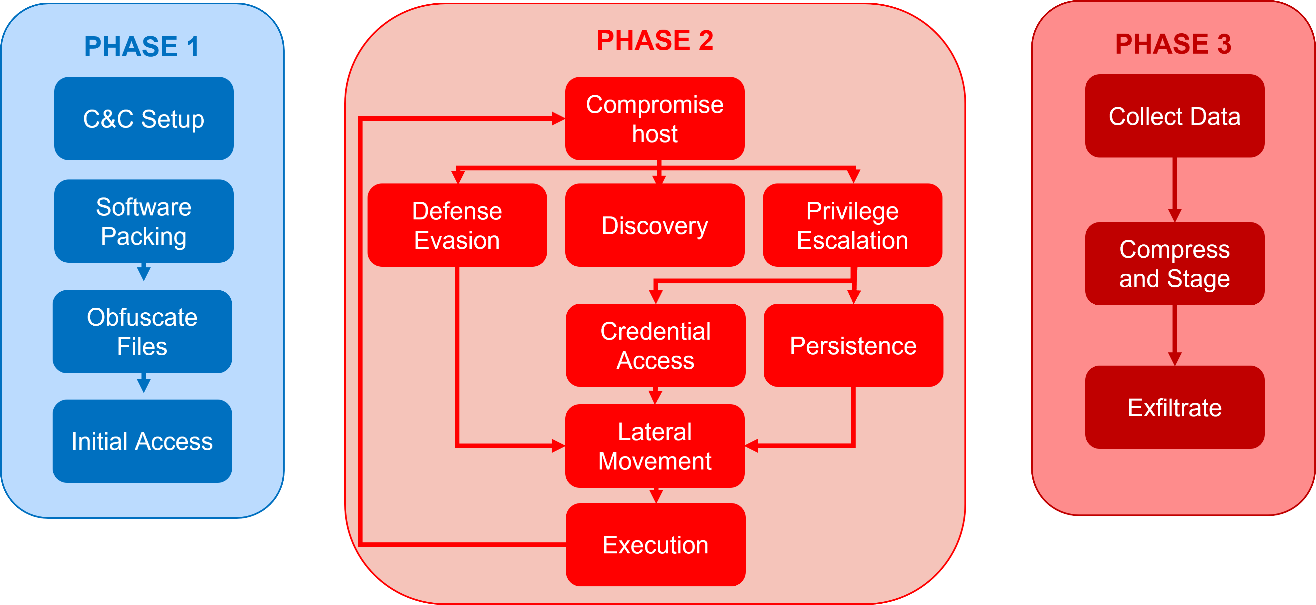 PHASE 1
C&C Setup
Software
Packing
Obfuscate
Files
Initial Access
PHASE 2
Compromise
host
Defense
Evasion
Discovery
Privilege
Escalation
Credential
Access
Persistence
Lateral
Movement
Execution
PHASE 3
Collect Data
Compress
and Stage
Exfiltrate